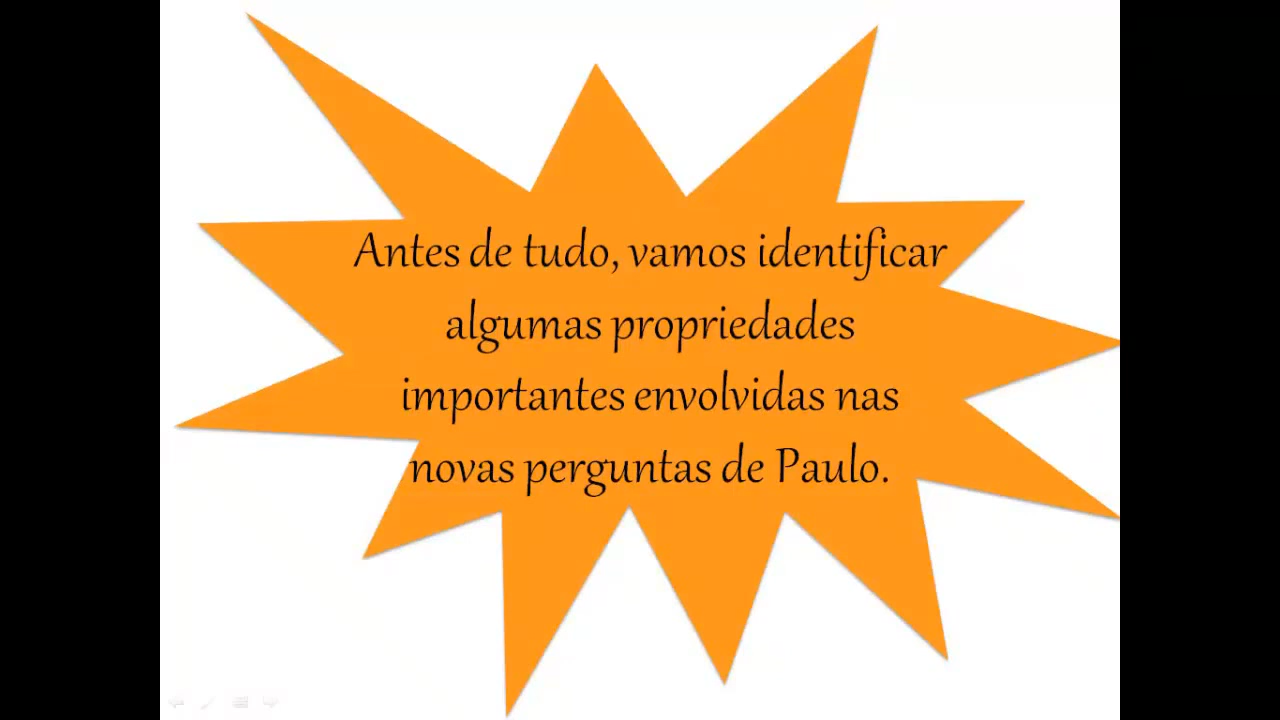 Antes de tudo, vamos identificar
algumas propriedades
importantes envolvidas nas
novas perguntas de Paulo.